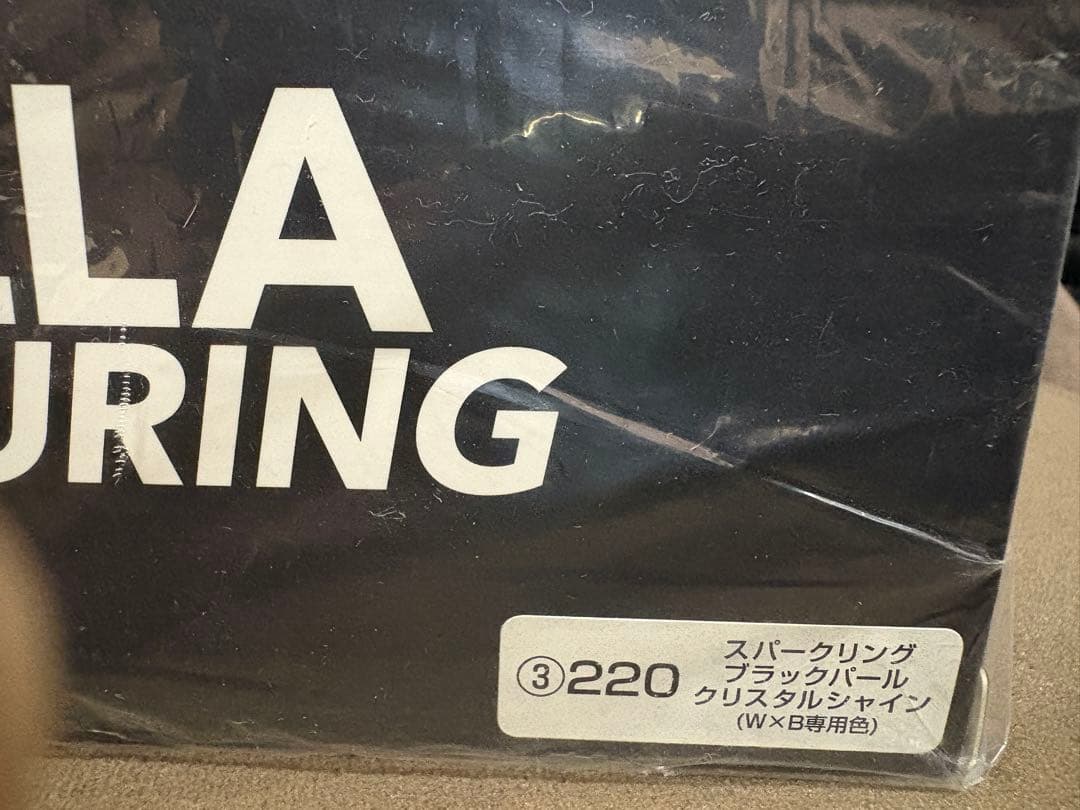 LLA
URING
③220
スパークリング
ブラックパール
クリスタルシャイン
(W×B専用色)